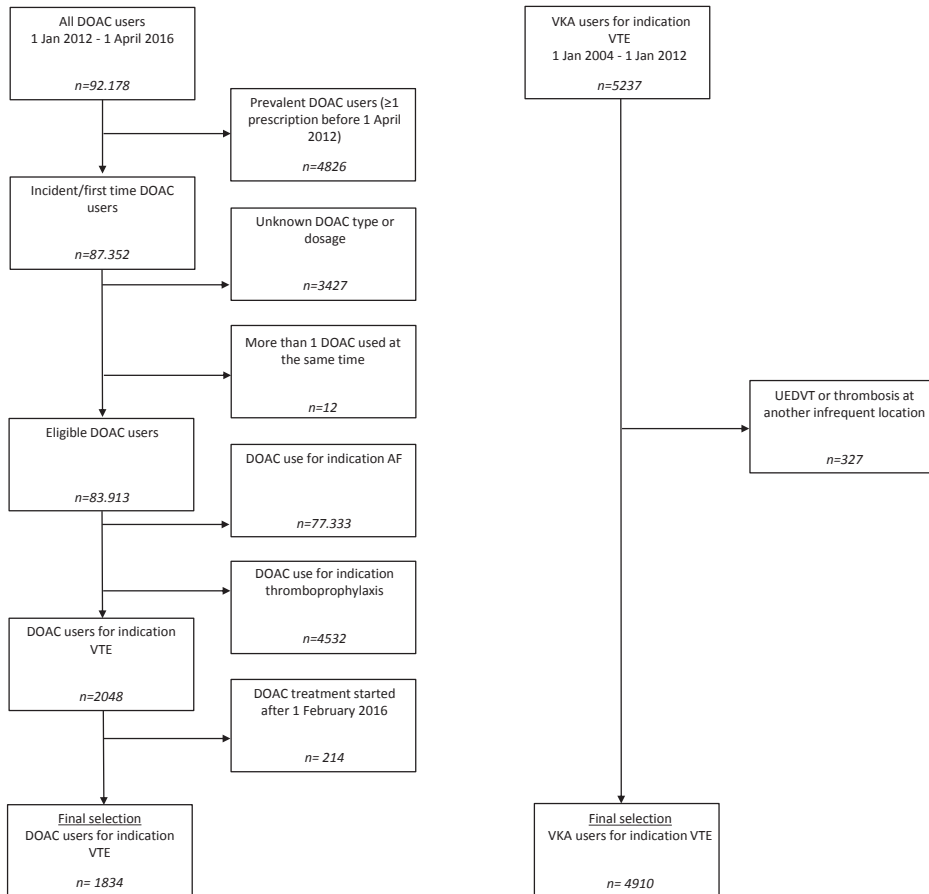 All DOAC users
1 Jan 2012 - 1 April 2016
n=92.178
Prevalent DOAC users (≥1
prescription before 1 April
2012)
n=4826
Incident/first time DOAC
users
n=87.352
Unknown DOAC type or
dosage
n=3427
More than 1 DOAC used at
the same time
n=12
Eligible DOAC users
n=83.913
DOAC use for indication AF
n=77.333
DOAC use for indication
thromboprophylaxis
n=4532
DOAC users for indication
VTE
n=2048
DOAC treatment started
after 1 February 2016
n= 214
Final selection
DOAC users for indication
VTE
n= 1834
VKA users for indication
VTE
1 Jan 2004 - 1 Jan 2012
n=5237
UEDVT or thrombosis at
another infrequent location
n=327
Final selection
VKA users for indication VTE
n= 4910